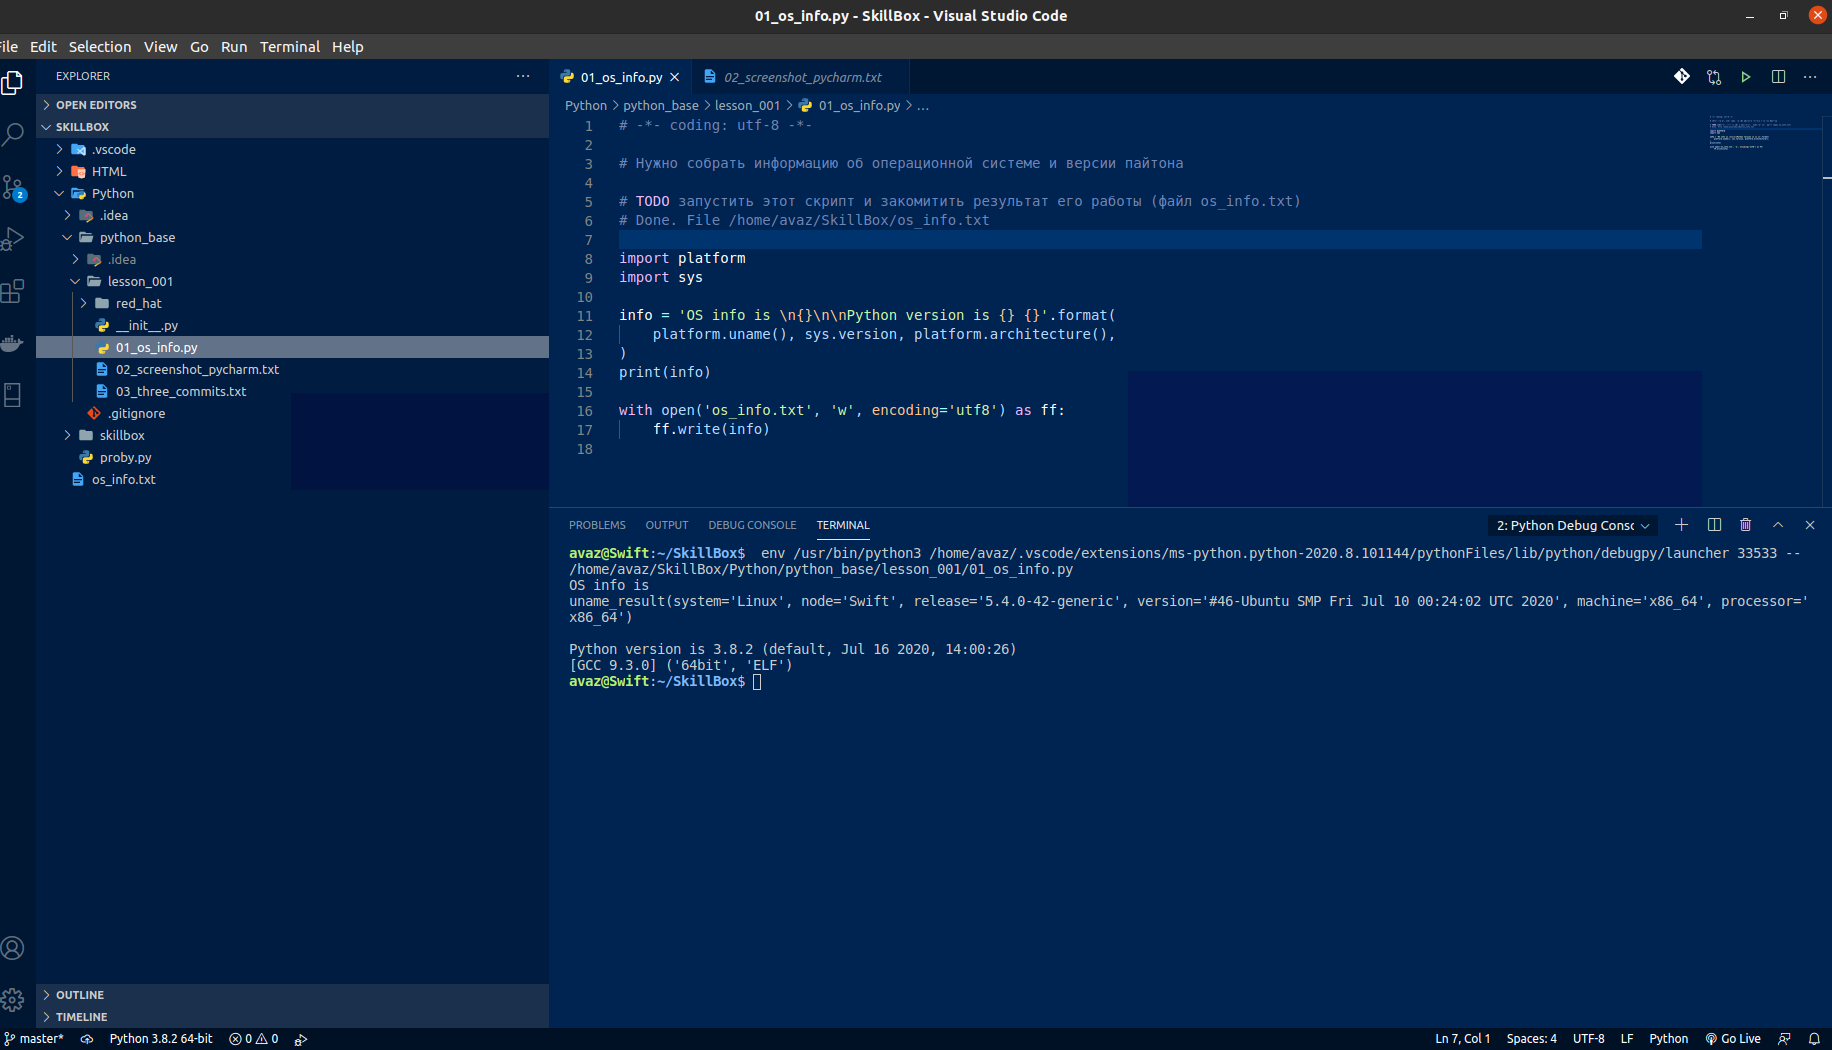 01_os_info.py - SkillBox - Visual Studio Code
File Edit Selection View Go Run Terminal Help
EXPLORER
OPEN EDITORS
SKILLBOX
.vscode
HTML
Python
.idea
python_base
.idea
lesson_001
red_hat
__init__.py
01_os_info.py
02_screenshot_pycharm.txt
03_three_commits.txt
.gitignore
skillbox
proby.py
os_info.txt
OUTLINE
TIMELINE
2
01_os_info.py 02_screenshot_pycharm.txt
Python > python_base > lesson_001 > 01_os_info.py > ...
1 # -*- coding: utf-8 -*-
2
3 # Нужно собрать информацию об операционной системе и версии пайтона
4
5 # TODO запустить этот скрипт и закомитить результат его работы (файл os_info.txt)
6 # Done. File /home/avaz/SkillBox/os_info.txt
7
8 import platform
9 import sys
10
11 info = 'OS info is \n{}\n\nPython version is {} {}'.format(
12 platform.uname(), sys.version, platform.architecture(),
13 )
14 print(info)
15
16 with open('os_info.txt', 'w', encoding='utf8') as ff:
17 ff.write(info)
18
PROBLEMS OUTPUT DEBUG CONSOLE TERMINAL 2: Python Debug Consc
avaz@Swift:~/SkillBox$ env /usr/bin/python3 /home/avaz/.vscode/extensions/ms-python.python-2020.8.101144/pythonFiles/lib/python/debugpy/launcher 33533 --
/home/avaz/SkillBox/Python/python_base/lesson_001/01_os_info.py
OS info is
uname_result(system='Linux', node='Swift', release='5.4.0-42-generic', version='#46-Ubuntu SMP Fri Jul 10 00:24:02 UTC 2020', machine='x86_64', processor='
x86_64')
Python version is 3.8.2 (default, Jul 16 2020, 14:00:26)
[GCC 9.3.0] ('64bit', 'ELF')
avaz@Swift:~/SkillBox$
master* Python 3.8.2 64-bit 0 0 Ln 7, Col 1 Spaces: 4 UTF-8 LF Python Go Live